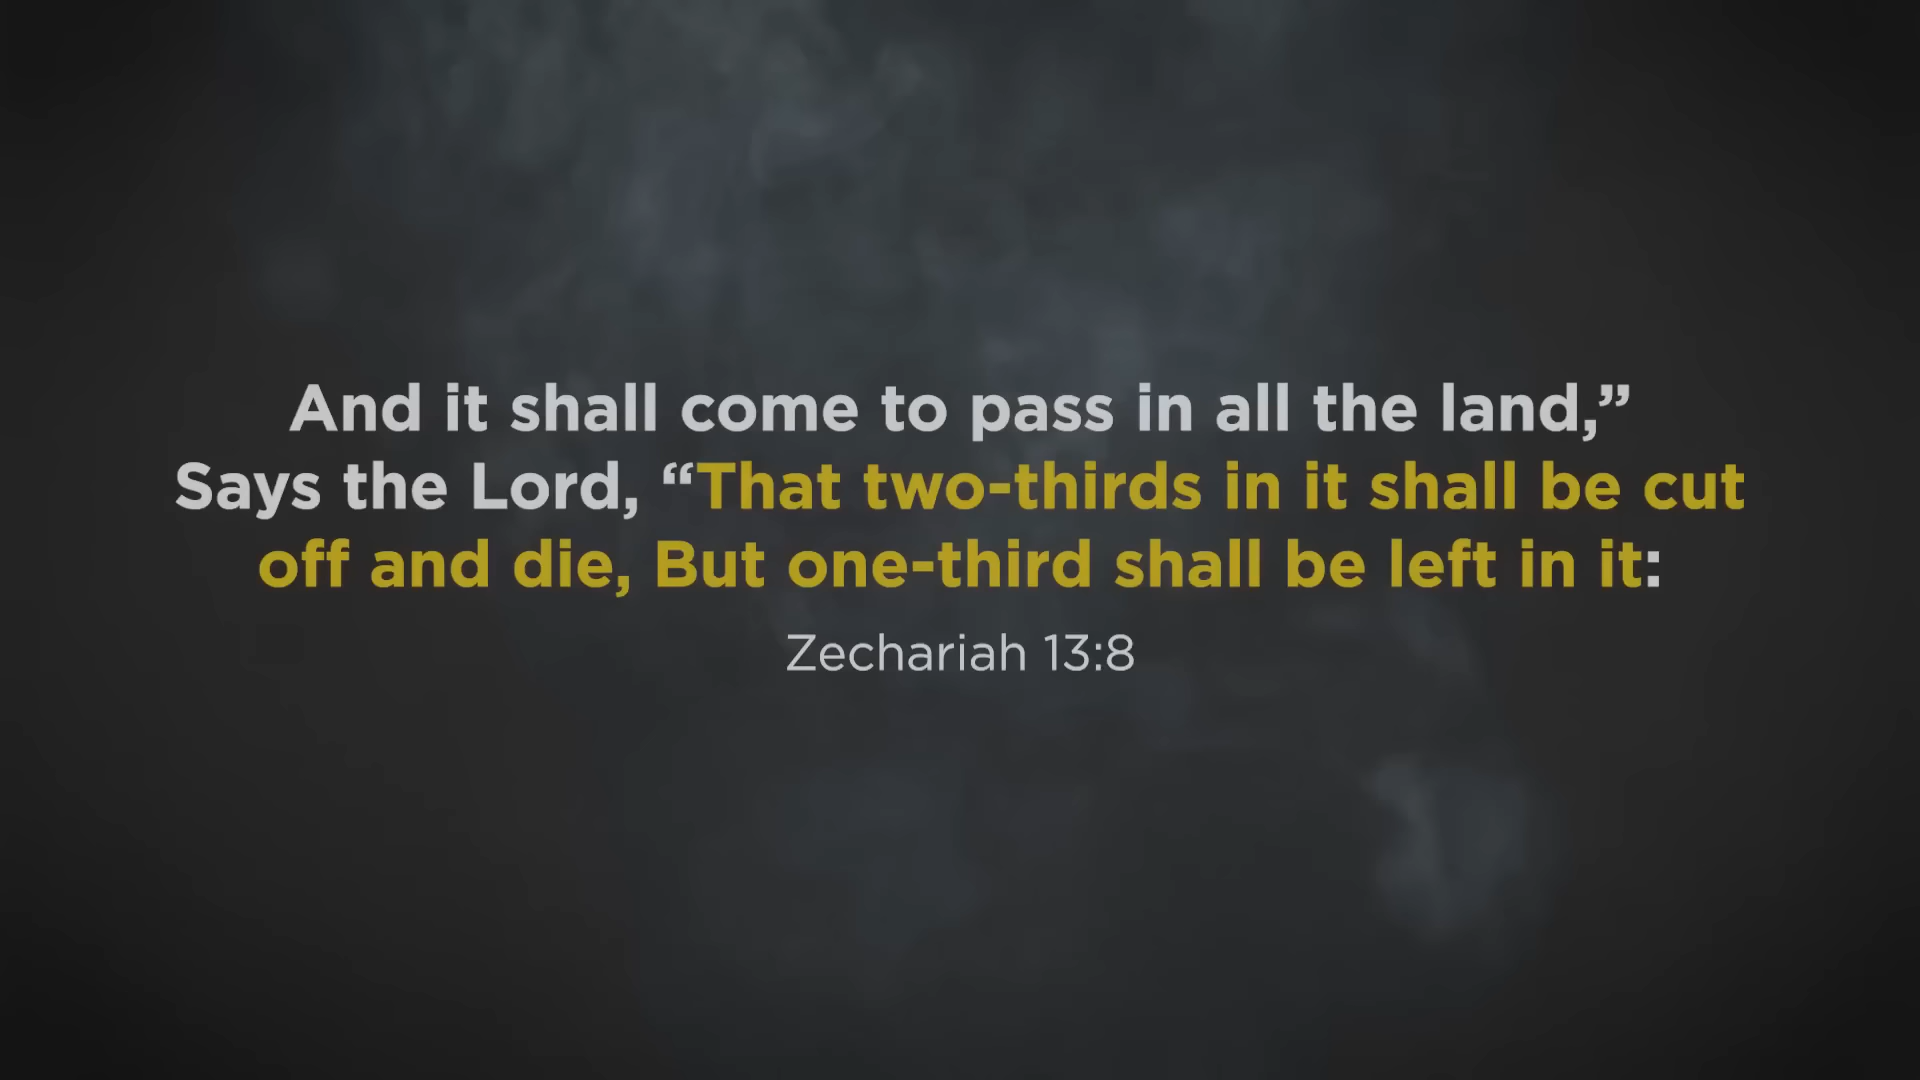 And it shall come to pass in all the land,”
Says the Lord, “That two-thirds in it shall be cut
off and die, But one-third shall be left in it:
Zechariah 13:8